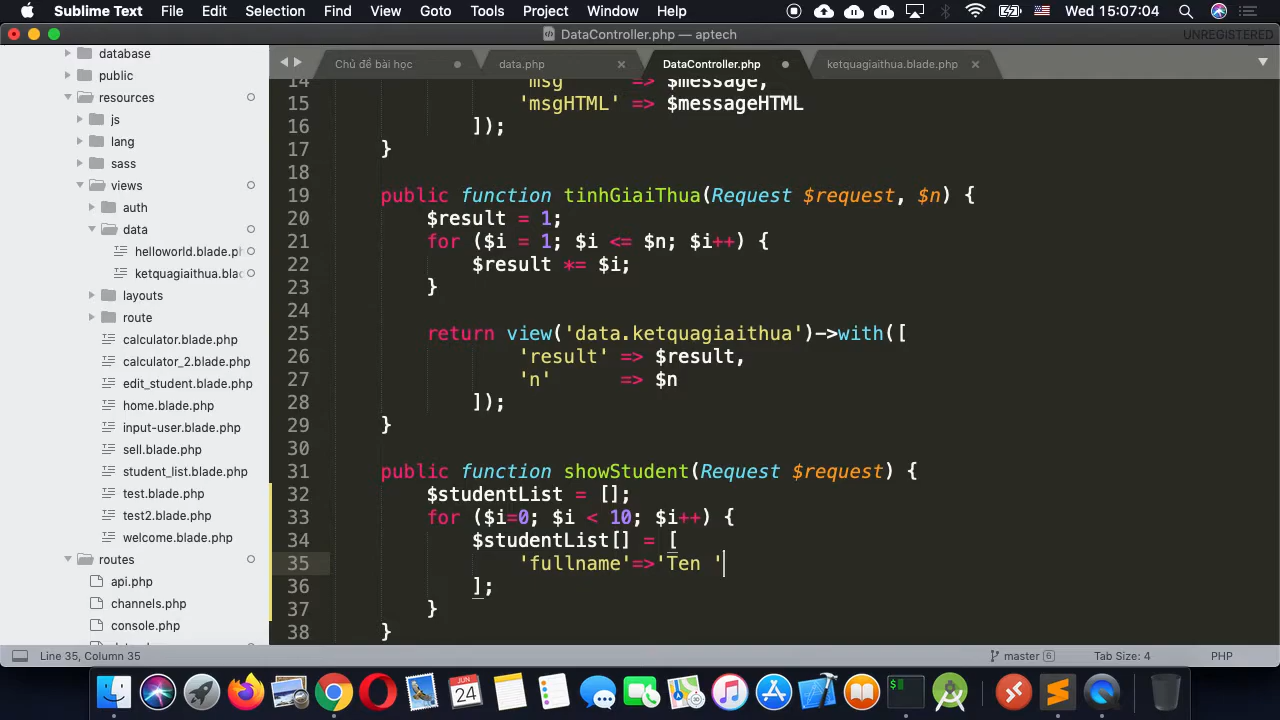 Sublime Text File Edit Selection Find View Goto Tools Project Window Help Wed 15:07:04
DataController.php — aptech UNREGISTERED
Chủ đề bài học data.php DataController.php ketquagiaithua.blade.php
database
public
resources
js
lang
sass
views
auth
data
helloworld.blade.ph
ketquagiaithua.blac
layouts
route
calculator.blade.php
calculator_2.blade.php
edit_student.blade.php
home.blade.php
input-user.blade.php
sell.blade.php
student_list.blade.php
test.blade.php
test2.blade.php
welcome.blade.php
routes
api.php
channels.php
console.php
14 'msg' => $message,
15 'msgHTML' => $messageHTML
16 ]);
17 }
18
19 public function tinhGiaiThua(Request $request, $n) {
20 $result = 1;
21 for ($i = 1; $i <= $n; $i++) {
22 $result *= $i;
23 }
24
25 return view('data.ketquagiaithua')->with([
26 'result' => $result,
27 'n' => $n
28 ]);
29 }
30
31 public function showStudent(Request $request) {
32 $studentList = [];
33 for ($i=0; $i < 10; $i++) {
34 $studentList[] = [
35 'fullname'=>'Ten '
36 ];
37 }
38 }
Line 35, Column 35 master 6 Tab Size: 4 PHP
JUN
24